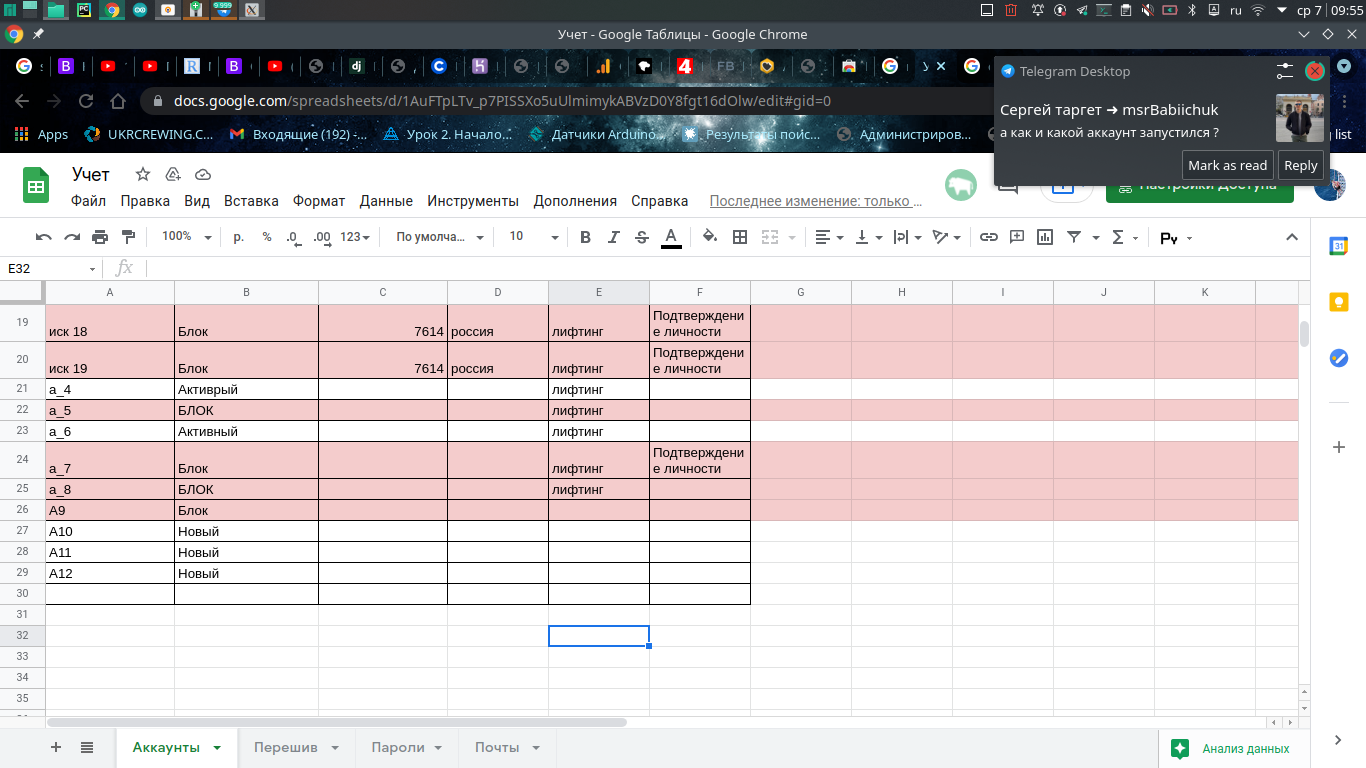 ru
ср 7
09:55
Учет - Google Таблицы - Google Chrome
docs.google.com/spreadsheets/d/1AuFTpLTv_p7PISSXo5uUlmimykABVzD0Y8fgt16dOlw/edit#gid=0
Apps UKRCREWING.C... Входящие (192) -... Урок 2. Начало... Датчики Arduino... Результаты поис... Администриров... list
Telegram Desktop
Сергей таргет ➜ msrBabiichuk
а как и какой аккаунт запустился ?
Mark as read Reply
Учет
Настройки Доступа
Файл Правка Вид Вставка Формат Данные Инструменты Дополнения Справка Последнее изменение: только ...
100% р. % .0 .00 123 По умолча... 10 B I S A Σ Ру
E32 fx
A B C D E F G H I J K
19 иск 18 Блок 7614 россия лифтинг Подтверждени
е личности
20 иск 19 Блок 7614 россия лифтинг Подтверждени
е личности
21 а_4 Активрый лифтинг
22 а_5 БЛОК лифтинг
23 а_6 Активный лифтинг
24 а_7 Блок лифтинг Подтверждени
е личности
25 а_8 БЛОК лифтинг
26 А9 Блок
27 А10 Новый
28 А11 Новый
29 А12 Новый
30
31
32
33
34
35
Аккаунты Перешив Пароли Почты
Анализ данных